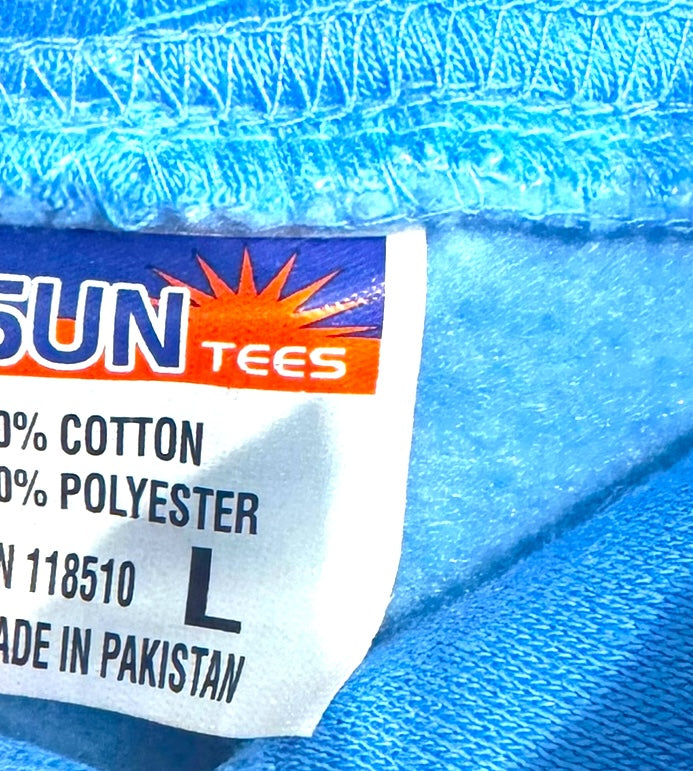 SUN TEES
0% COTTON
0% POLYESTER
N 118510 L
ADE IN PAKISTAN